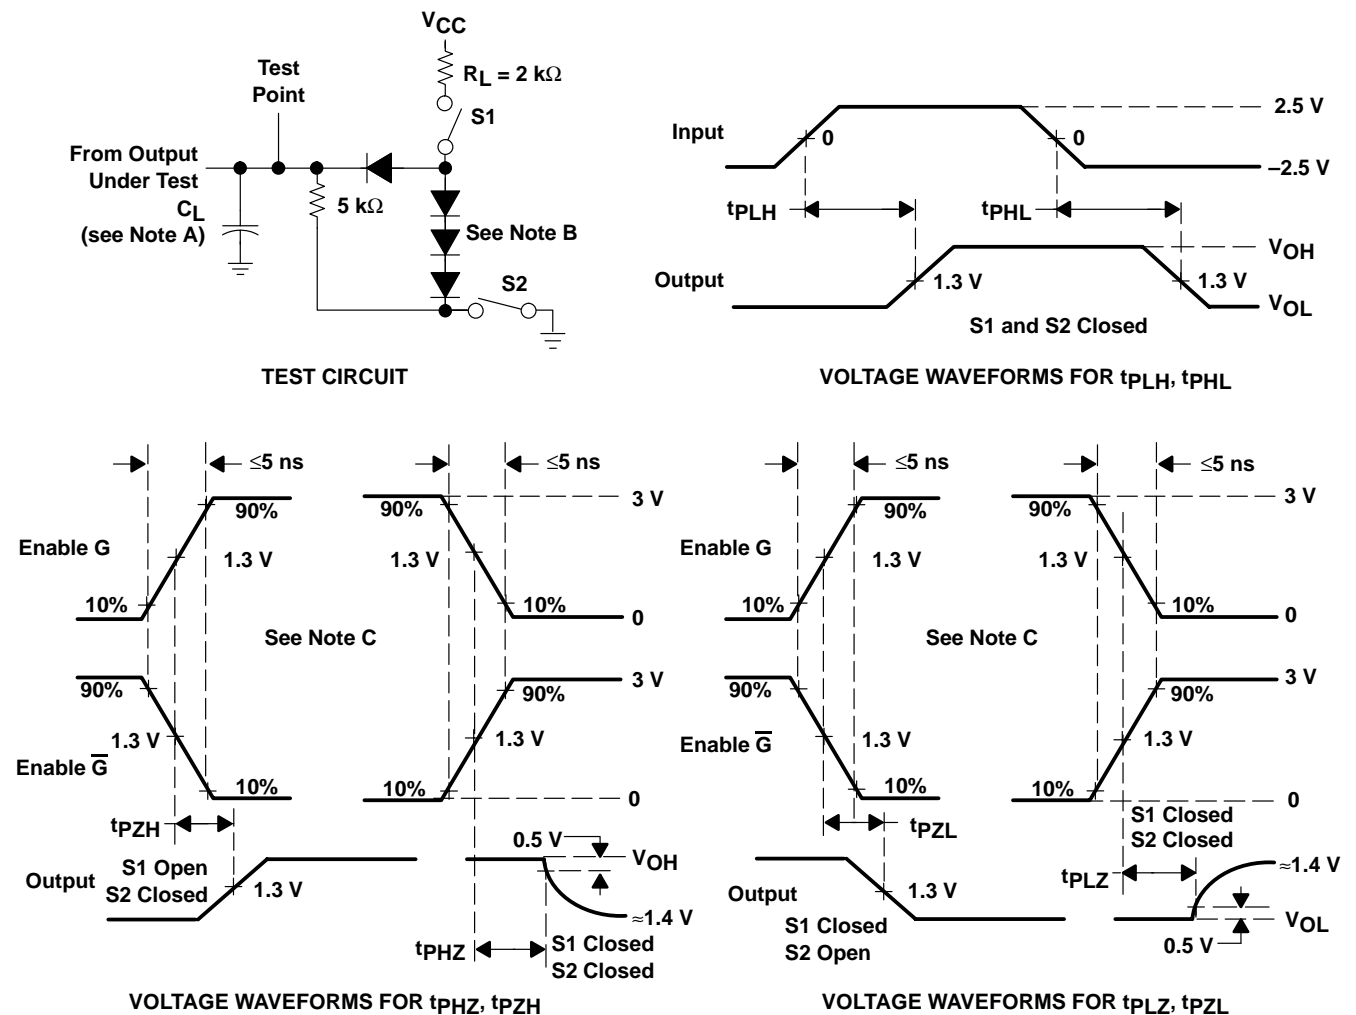 VCC
RL = 2 kΩ
Test
Point
S1
From Output
Under Test
CL
(see Note A)
5 kΩ
See Note B
S2
TEST CIRCUIT
2.5 V
Input
0
0
−2.5 V
tPLH
tPHL
VOH
Output
1.3 V
1.3 V
VOL
S1 and S2 Closed
VOLTAGE WAVEFORMS FOR tPLH, tPHL
≤5 ns
≤5 ns
3 V
90%
90%
Enable G
1.3 V
1.3 V
10%
10%
0
See Note C
3 V
90%
90%
1.3 V
1.3 V
Enable G̅
10%
10%
0
tPZH
0.5 V
VOH
S1 Open
S2 Closed
Output
1.3 V
≈1.4 V
tPHZ
S1 Closed
S2 Closed
VOLTAGE WAVEFORMS FOR tPHZ, tPZH
≤5 ns
≤5 ns
3 V
90%
90%
Enable G
1.3 V
1.3 V
10%
10%
0
See Note C
3 V
90%
90%
Enable G̅
1.3 V
1.3 V
10%
10%
0
tPZL
S1 Closed
S2 Closed
≈1.4 V
tPLZ
Output
1.3 V
S1 Closed
S2 Open
VOL
0.5 V
VOLTAGE WAVEFORMS FOR tPLZ, tPZL